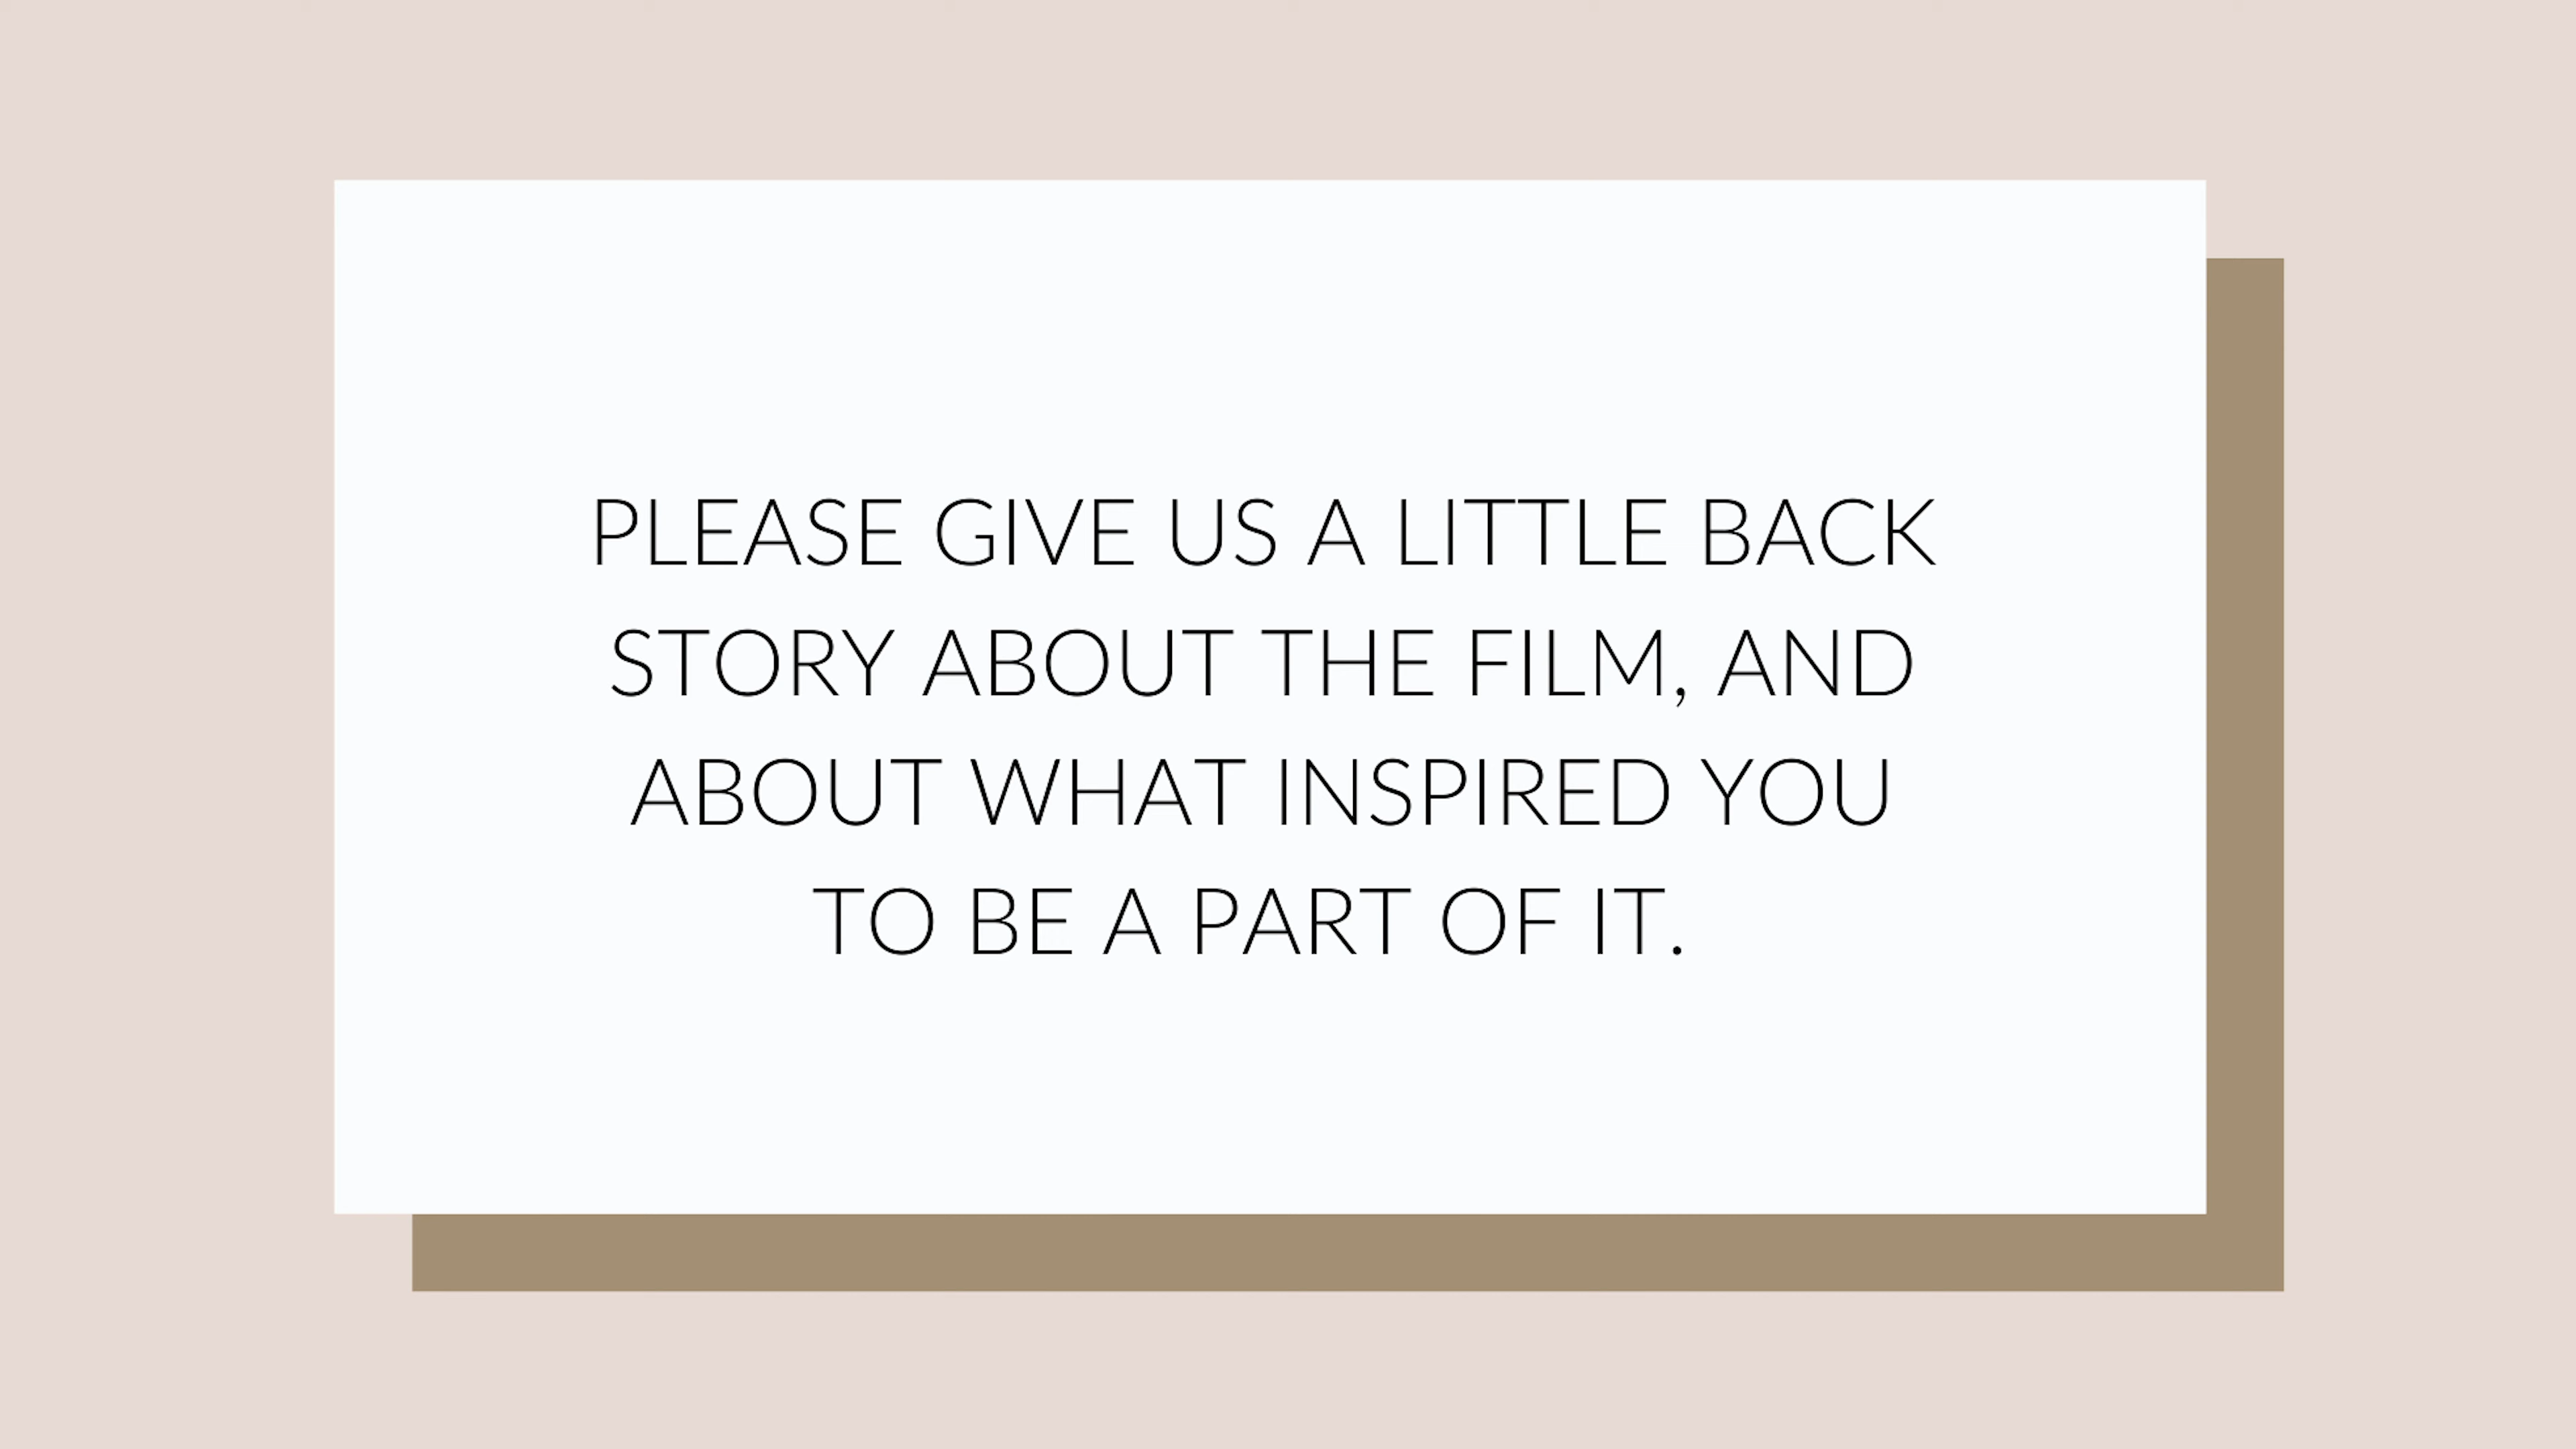 PLEASE GIVE US A LITTLE BACK
STORY ABOUT THE FILM, AND
ABOUT WHAT INSPIRED YOU
TO BE A PART OF IT.